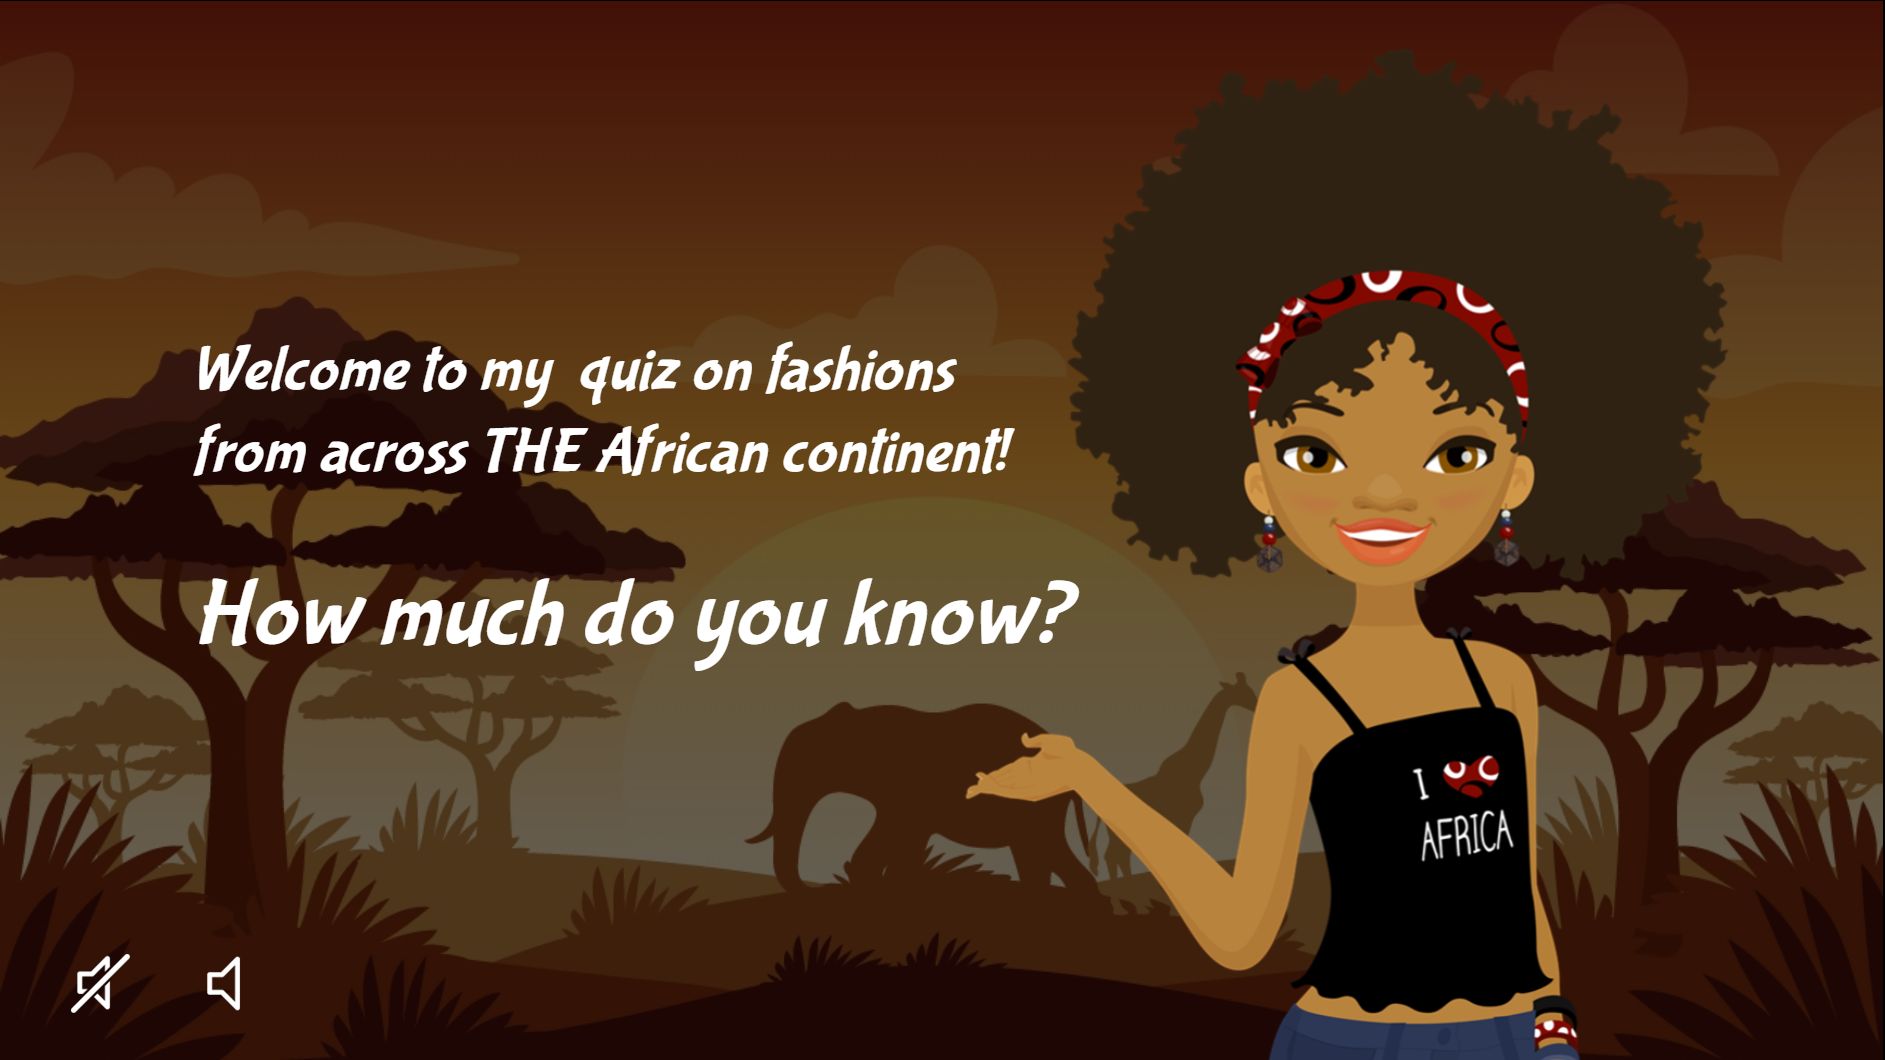 Welcome to my  quiz on fashions
from across THE African continent!
How much do you know?
I
AFRICA